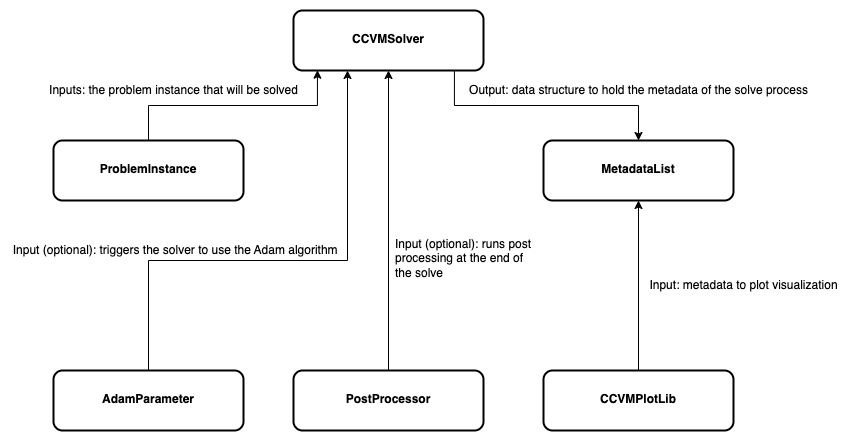 CCVMSolver
Inputs: the problem instance that will be solved
Output: data structure to hold the metadata of the solve process
ProblemInstance
MetadataList
Input (optional): triggers the solver to use the Adam algorithm
Input (optional): runs post
processing at the end of
the solve
Input: metadata to plot visualization
AdamParameter
PostProcessor
CCVMPlotLib